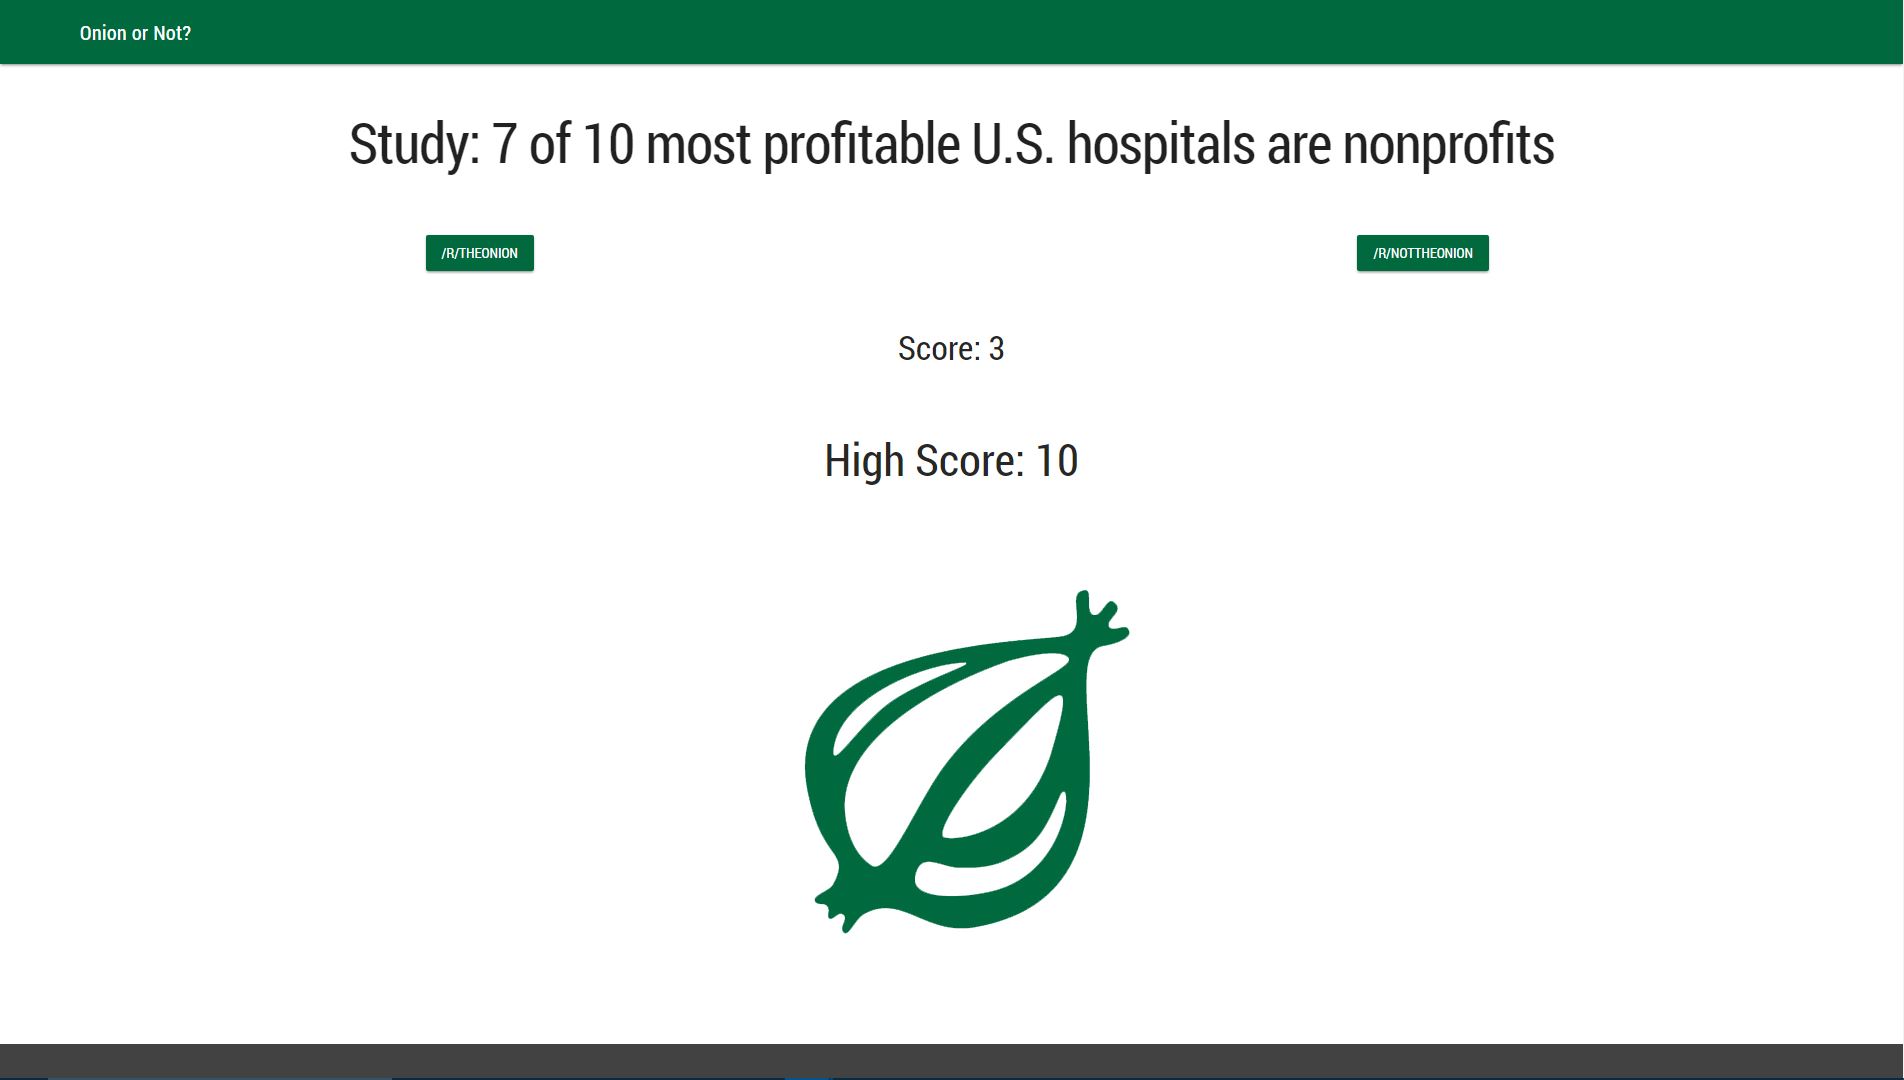 Onion or Not?
Study: 7 of 10 most profitable U.S. hospitals are nonprofits
/R/THEONION
/R/NOTTHEONION
Score: 3
High Score: 10